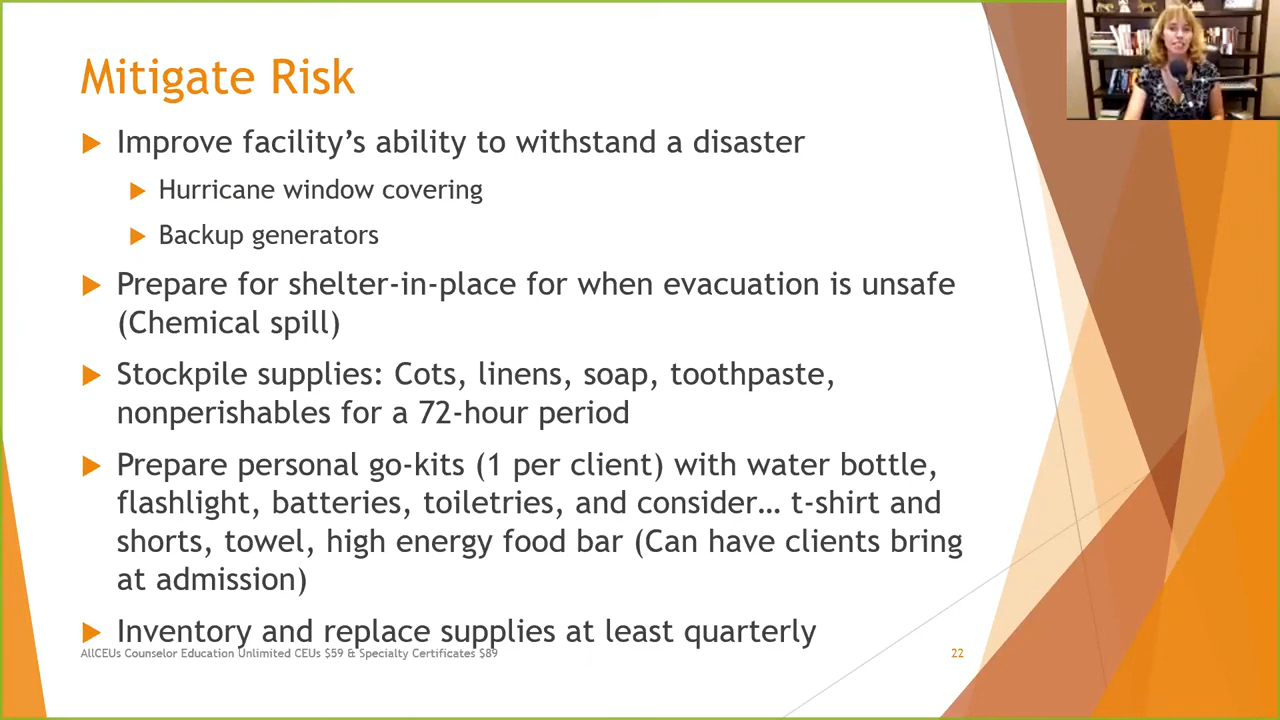 Mitigate Risk
Improve facility’s ability to withstand a disaster
Hurricane window covering
Backup generators
Prepare for shelter-in-place for when evacuation is unsafe
(Chemical spill)
Stockpile supplies: Cots, linens, soap, toothpaste,
nonperishables for a 72-hour period
Prepare personal go-kits (1 per client) with water bottle,
flashlight, batteries, toiletries, and consider… t-shirt and
shorts, towel, high energy food bar (Can have clients bring
at admission)
Inventory and replace supplies at least quarterly
AllCEUs Counselor Education Unlimited CEUs $59 & Specialty Certificates $89
22